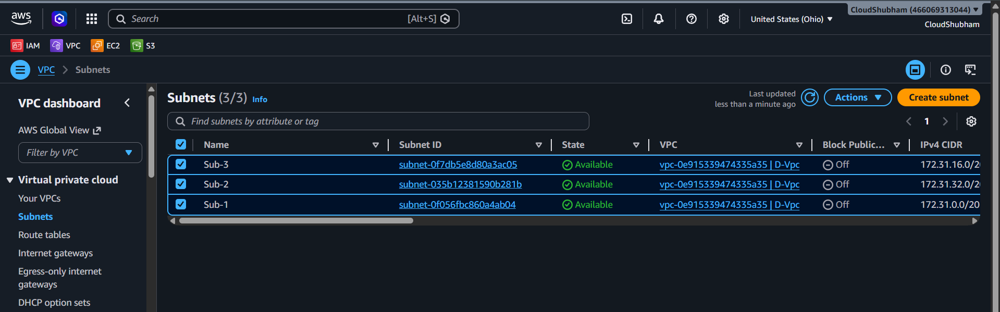 aws
Search [Alt+S]
United States (Ohio)
CloudShubham (466069313044)
CloudShubham
IAM VPC EC2 S3
VPC Subnets
VPC dashboard
AWS Global View
Filter by VPC
Virtual private cloud
Your VPCs
Subnets
Route tables
Internet gateways
Egress-only internet
gateways
DHCP option sets
Subnets (3/3) Info
Last updated
less than a minute ago
Actions
Create subnet
Find subnets by attribute or tag
1
Name Subnet ID State VPC Block Public... IPv4 CIDR
Sub-3 subnet-0f7db5e8d80a3ac05 Available vpc-0e915339474335a35 | D-Vpc Off 172.31.16.0/2
Sub-2 subnet-035b12381590b281b Available vpc-0e915339474335a35 | D-Vpc Off 172.31.32.0/2
Sub-1 subnet-0f056fbc860a4ab04 Available vpc-0e915339474335a35 | D-Vpc Off 172.31.0.0/20